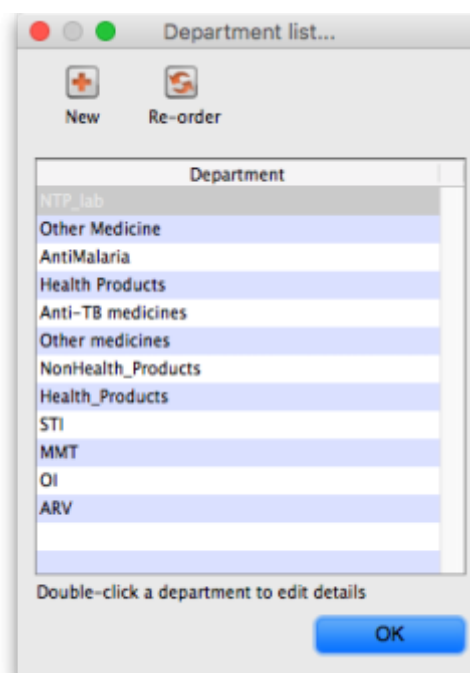 Department list...
New Re-order
Department
NTP_lab
Other Medicine
AntiMalaria
Health Products
Anti-TB medicines
Other medicines
NonHealth_Products
Health_Products
STI
MMT
OI
ARV
Double-click a department to edit details
OK